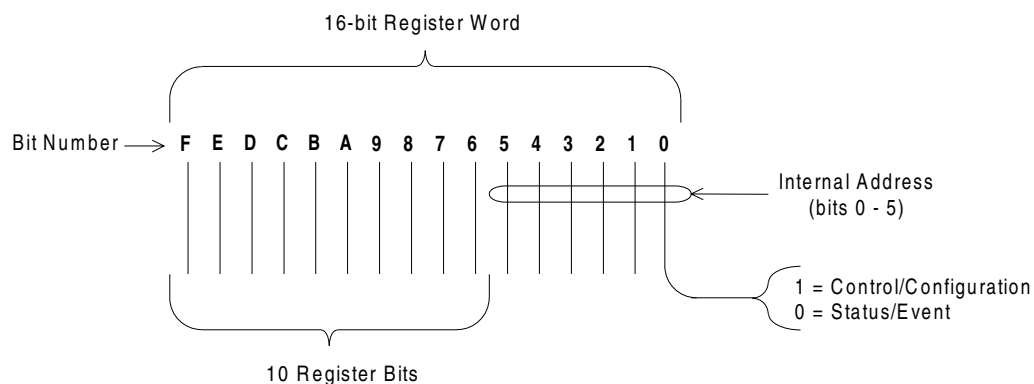 16-bit Register Word
Bit Number F E D C B A 9 8 7 6 5 4 3 2 1 0
Internal Address
(bits 0 - 5)
1 = Control/Configuration
0 = Status/Event
10 Register Bits